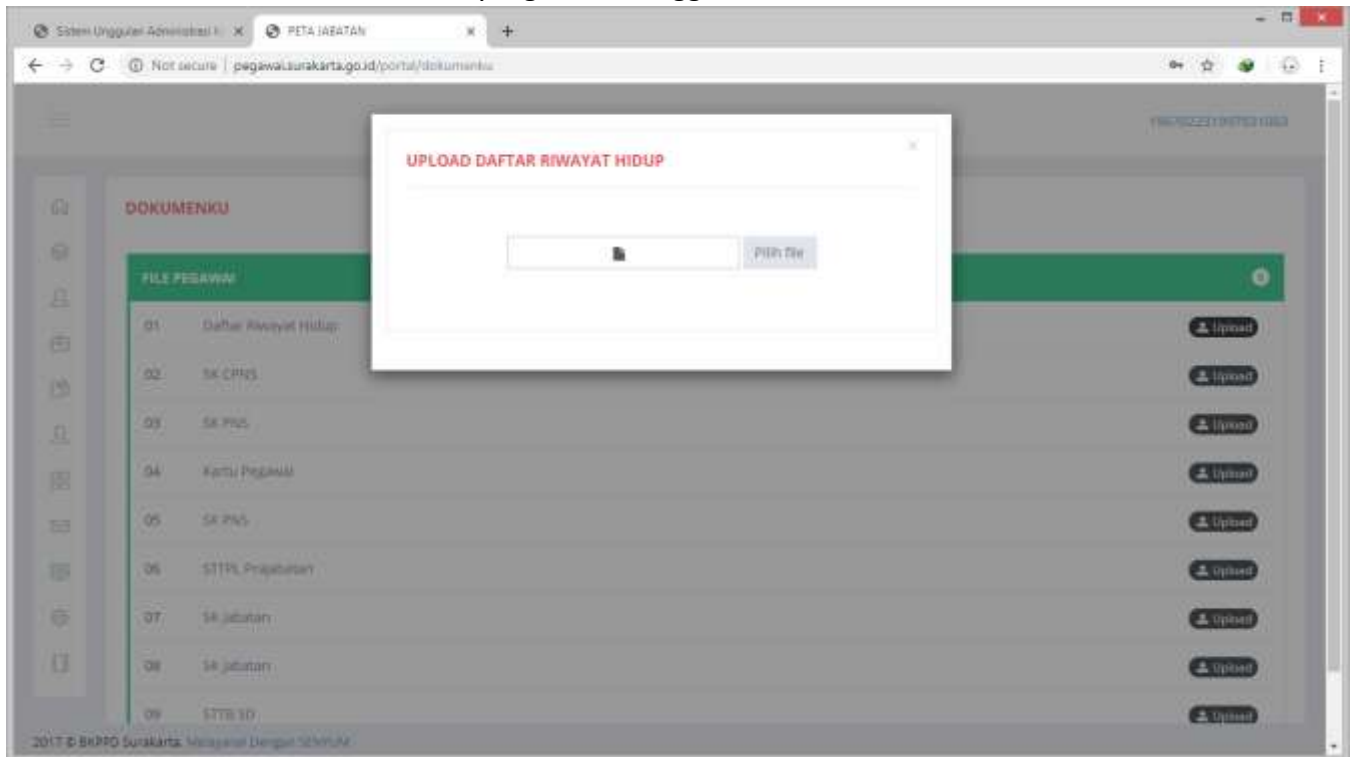 Sistem Unggulan Administrasi K
PETA JABATAN
Not secure | pegawai.surakarta.go.id/portal/dokumenku
UPLOAD DAFTAR RIWAYAT HIDUP
Pilih file
DOKUMENKU
FILE PEGAWAI
01 Daftar Riwayat Hidup Upload
02 SK CPNS Upload
03 SK PNS Upload
04 Kartu Pegawai Upload
05 SK PNS Upload
06 STTPL Prajabatan Upload
07 SK Jabatan Upload
08 SK Jabatan Upload
09 STTB SD Upload
2017 © BKPPD Surakarta. Melayani Dengan SENYUM